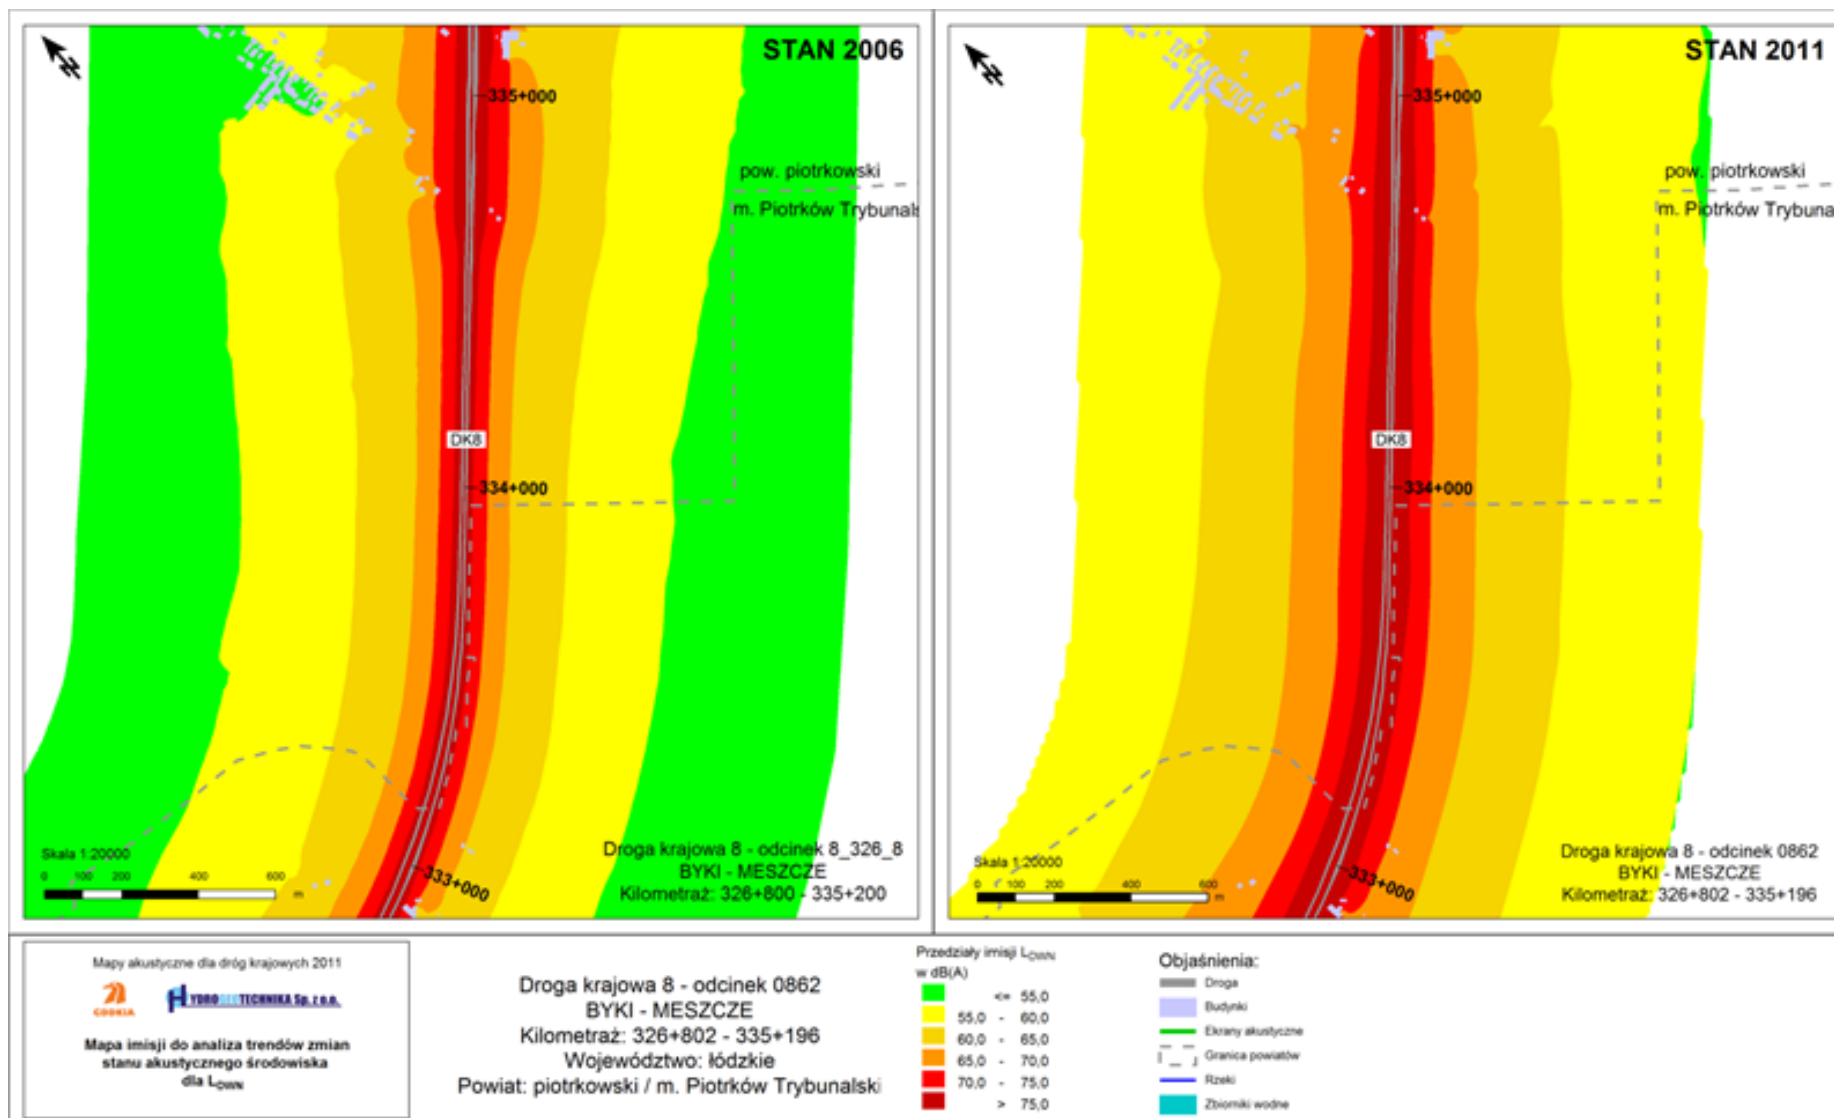 STAN 2006
N
335+000
pow. piotrkowski
m. Piotrków Trybunals
DK8
334+000
333+000
Skala 1:20000
0 100 200 400 600
m
Droga krajowa 8 - odcinek 8_326_8
BYKI - MESZCZE
Kilometraż: 326+800 - 335+200
STAN 2011
N
335+000
pow. piotrkowski
m. Piotrków Trybuna
DK8
334+000
333+000
Skala 1:20000
0 100 200 400 600
m
Droga krajowa 8 - odcinek 0862
BYKI - MESZCZE
Kilometraż: 326+802 - 335+196
Mapy akustyczne dla dróg krajowych 2011
GDDKIA
HYDROGEOTECHNIKA Sp. z o.o.
Mapa imisji do analiza trendów zmian
stanu akustycznego środowiska
dla LDWN
Droga krajowa 8 - odcinek 0862
BYKI - MESZCZE
Kilometraż: 326+802 - 335+196
Województwo: łódzkie
Powiat: piotrkowski / m. Piotrków Trybunalski
Przedziały imisji LDWN
w dB(A)
<= 55,0
55,0 - 60,0
60,0 - 65,0
65,0 - 70,0
70,0 - 75,0
> 75,0
Objaśnienia:
Droga
Budynki
Ekrany akustyczne
Granica powiatów
Rzeki
Zbiorniki wodne